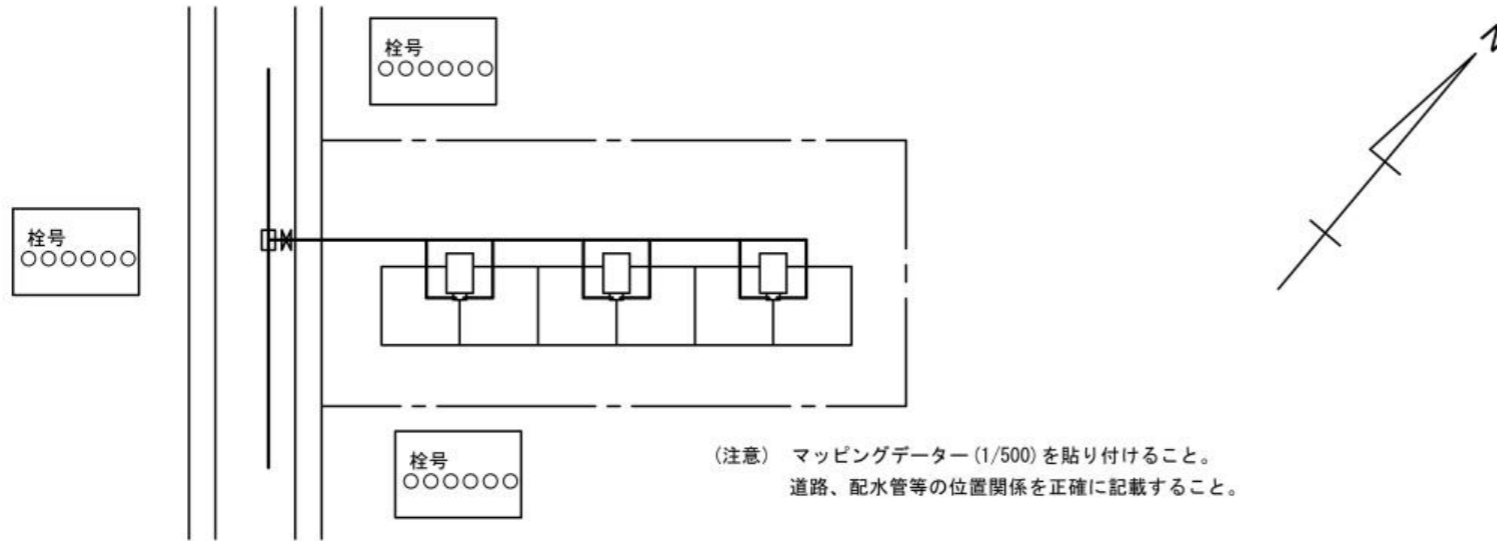 栓号
○○○○○○
N
栓号
○○○○○○
栓号
○○○○○○
(注意) マッピングデーター(1/500)を貼り付けること。
道路、配水管等の位置関係を正確に記載すること。